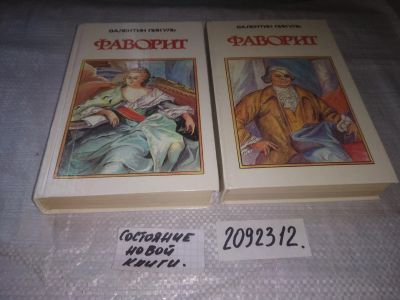 ВАЛЕНТИН ПИКУЛЬ
ФАВОРИТ
ВАЛЕНТИН ПИКУЛЬ
ФАВОРИТ
СОСТОЯНИЕ
НОВОЙ
КНИГИ.
2092312.